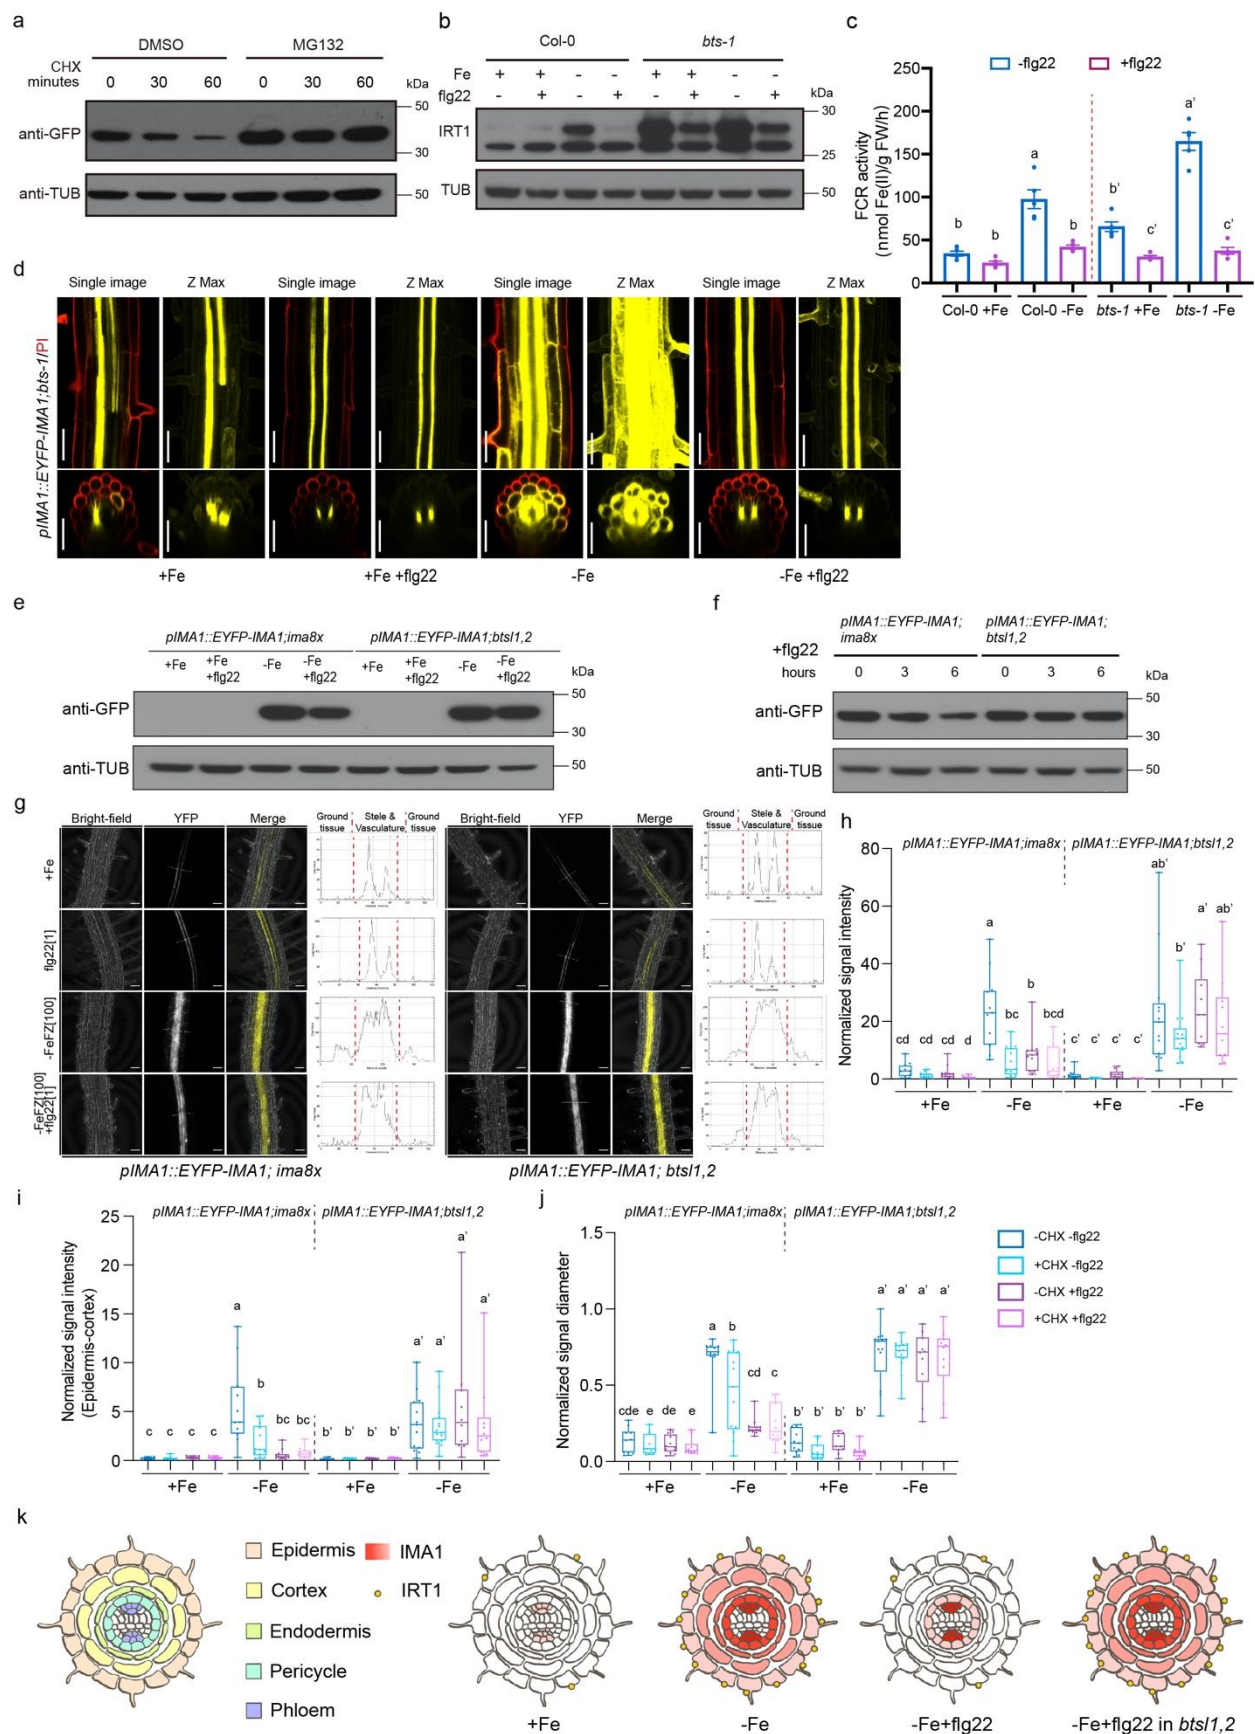 a
DMSO MG132
CHX
minutes
0 30 60 0 30 60
kDa
anti-GFP
50
30
anti-TUB
50
b
Col-0 bts-1
Fe + + - - + + - -
flg22 - + - + - + - +
kDa
IRT1
30
25
TUB
50
c
-flg22 +flg22
FCR activity
(nmol Fe(II)/g FW/h)
250
200
150
100
50
0
b b a b b' c' a' c'
Col-0 +Fe Col-0 -Fe bts-1 +Fe bts-1 -Fe
d
Single image Z Max Single image Z Max Single image Z Max Single image Z Max
pIMA1::EYFP-IMA1;bts-1/PI
+Fe +Fe +flg22 -Fe -Fe +flg22
e
pIMA1::EYFP-IMA1;ima8x pIMA1::EYFP-IMA1;btsl1,2
+Fe +Fe +flg22 -Fe -Fe +flg22 +Fe +Fe +flg22 -Fe -Fe +flg22
kDa
anti-GFP
50
30
anti-TUB
50
f
pIMA1::EYFP-IMA1; pIMA1::EYFP-IMA1;
ima8x btsl1,2
+flg22
hours 0 3 6 0 3 6
kDa
anti-GFP
50
30
anti-TUB
50
g
Bright-field YFP Merge Ground tissue Stele & Vasculature Ground tissue Bright-field YFP Merge Ground tissue Stele & Vasculature Ground tissue
+Fe
flg22[1]
-FeFZ[100]
-FeFZ[100]
+flg22[1]
pIMA1::EYFP-IMA1; ima8x pIMA1::EYFP-IMA1; btsl1,2
h
pIMA1::EYFP-IMA1;ima8x pIMA1::EYFP-IMA1;btsl1,2
Normalized signal intensity
80
60
40
20
0
cd cd cd d a bc b bcd c' c' c' c' ab' b' a' ab'
+Fe -Fe +Fe -Fe
i
pIMA1::EYFP-IMA1;ima8x pIMA1::EYFP-IMA1;btsl1,2
Normalized signal intensity
(Epidermis-cortex)
25
20
15
10
5
0
c c c c a b bc bc b' b' b' b' a' a' a' a'
+Fe -Fe +Fe -Fe
j
pIMA1::EYFP-IMA1;ima8x pIMA1::EYFP-IMA1;btsl1,2
Normalized signal diameter
1.5
1.0
0.5
0.0
cde e de e a b cd c b' b' b' b' a' a' a' a'
+Fe -Fe +Fe -Fe
-CHX -flg22
+CHX -flg22
-CHX +flg22
+CHX +flg22
k
Epidermis
Cortex
Endodermis
Pericycle
Phloem
IMA1
IRT1
+Fe -Fe -Fe+flg22 -Fe+flg22 in btsl1,2